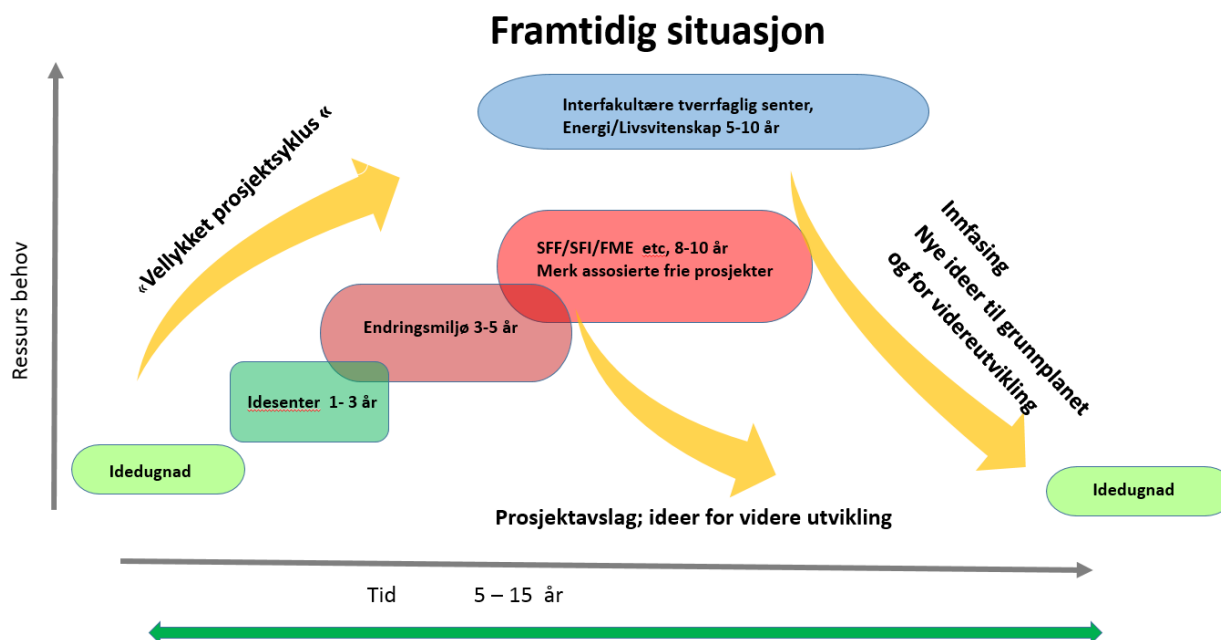 Framtidig situasjon
Interfakultære tverrfaglig senter,
Energi/Livsvitenskap 5-10 år
«Vellykket prosjektsyklus «
SFF/SFI/FME  etc, 8-10 år
Merk assosierte frie prosjekter
Innfasing
Nye ideer til grunnplanet
og for videreutvikling
Ressurs behov
Endringsmiljø 3-5 år
Idesenter  1- 3 år
Idedugnad
Idedugnad
Prosjektavslag; ideer for videre utvikling
Tid 5 – 15 år